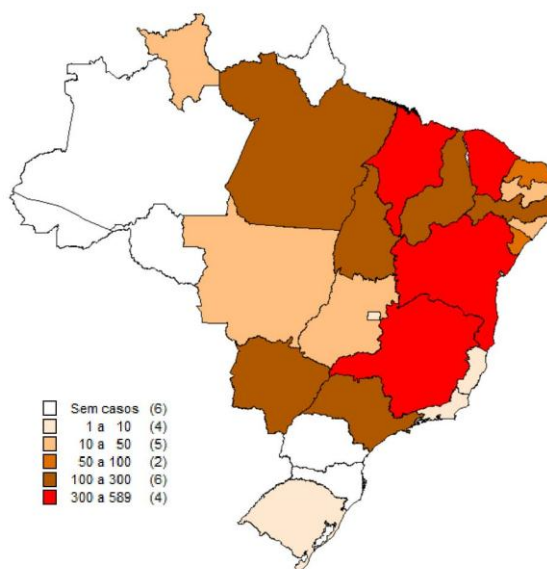 Sem casos (6)
1 a 10 (4)
10 a 50 (5)
50 a 100 (2)
100 a 300 (6)
300 a 589 (4)